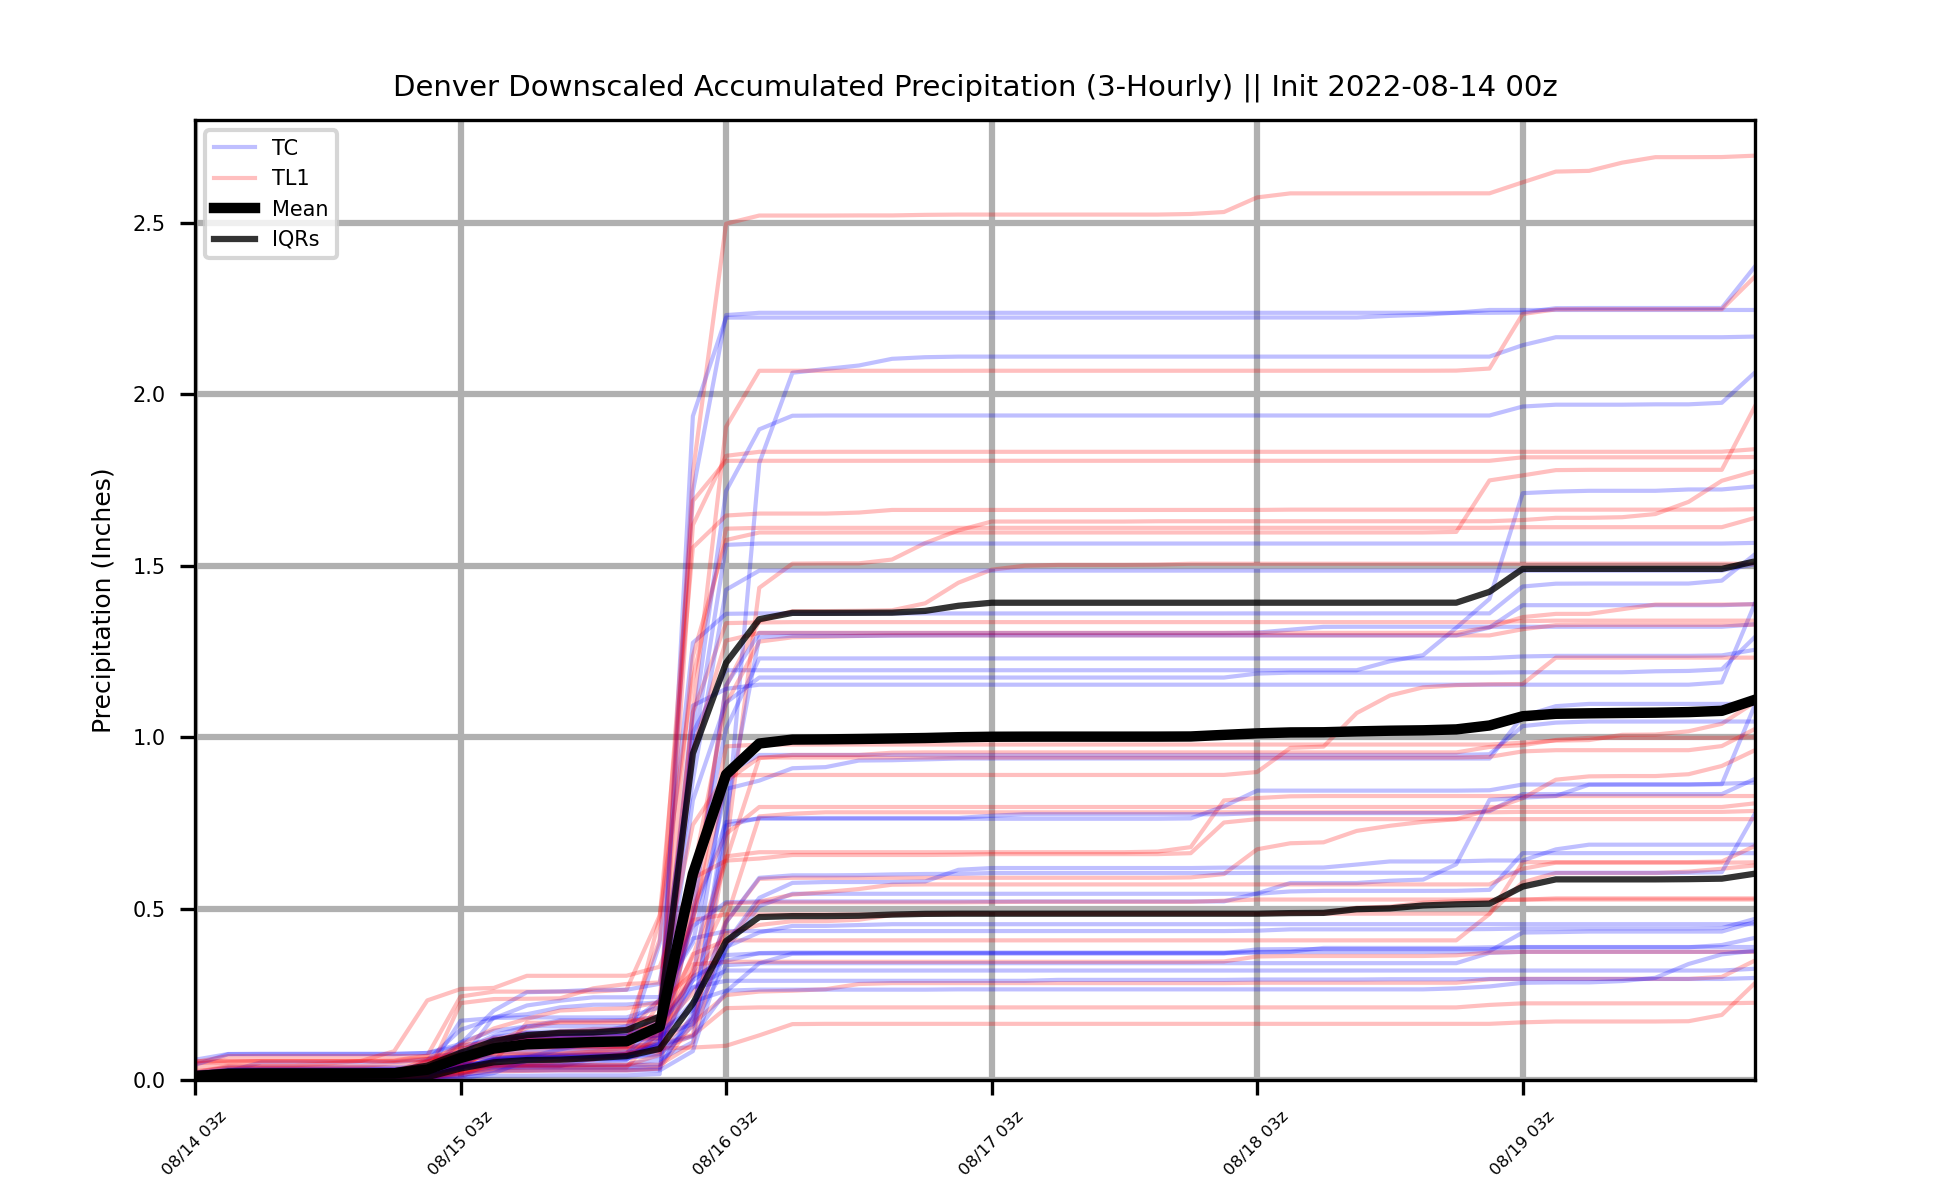 Denver Downscaled Accumulated Precipitation (3-Hourly) || Init 2022-08-14 00z
TC
TL1
Mean
IQRs
Precipitation (Inches)
2.5
2.0
1.5
1.0
0.5
0.0
08/14 03z
08/15 03z
08/16 03z
08/17 03z
08/18 03z
08/19 03z